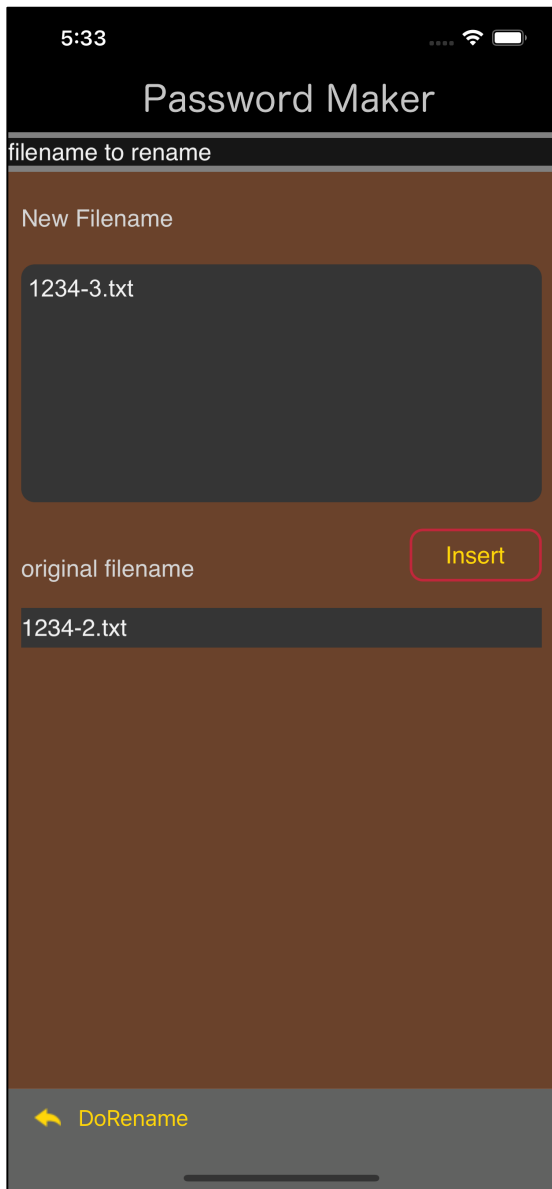 5:33
Password Maker
filename to rename
New Filename
1234-3.txt
Insert
original filename
1234-2.txt
DoRename